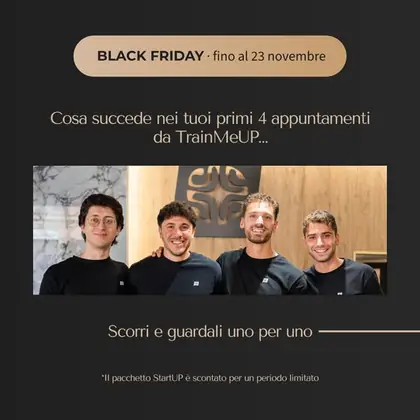 BLACK FRIDAY · fino al 23 novembre
Cosa succede nei tuoi primi 4 appuntamenti
da TrainMeUP...
Scorri e guardali uno per uno
*Il pacchetto StartUP è scontato per un periodo limitato